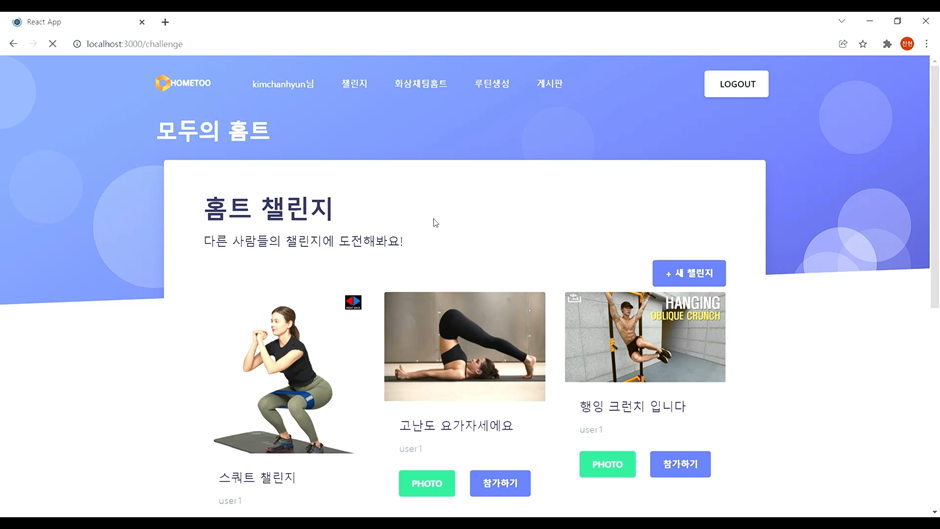 React App
localhost:3000/challenge
찬현
HOMETOO
kimchanhyun님
챌린지
화상채팅홈트
루틴생성
게시판
LOGOUT
모두의 홈트
홈트 챌린지
다른 사람들의 챌린지에 도전해봐요!
+ 새 챌린지
HANGING
OBLIQUE CRUNCH
스쿼트 챌린지
user1
고난도 요가자세에요
user1
PHOTO
참가하기
행잉 크런치 입니다
user1
PHOTO
참가하기